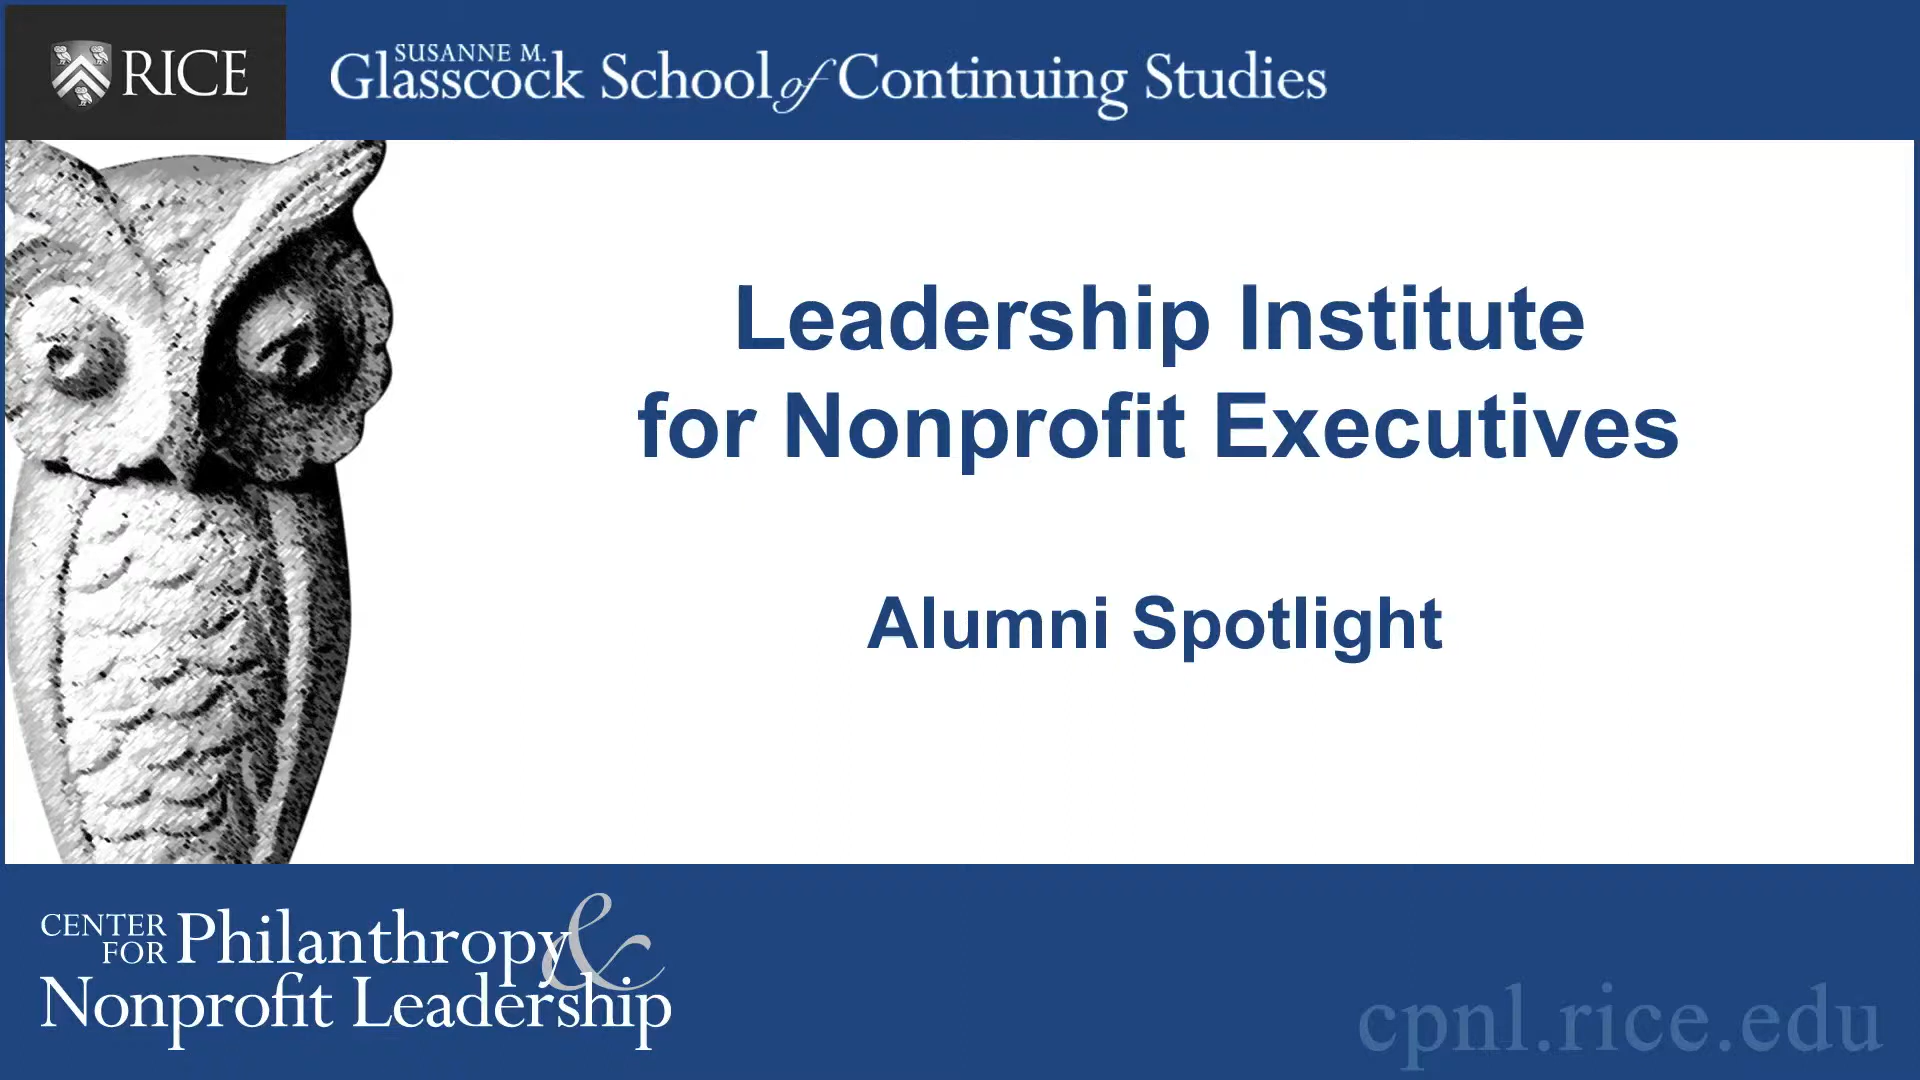 RICE
SUSANNE M.
Glasscock School of Continuing Studies
Leadership Institute
for Nonprofit Executives
Alumni Spotlight
CENTER FOR Philanthropy &
Nonprofit Leadership
cpnl.rice.edu